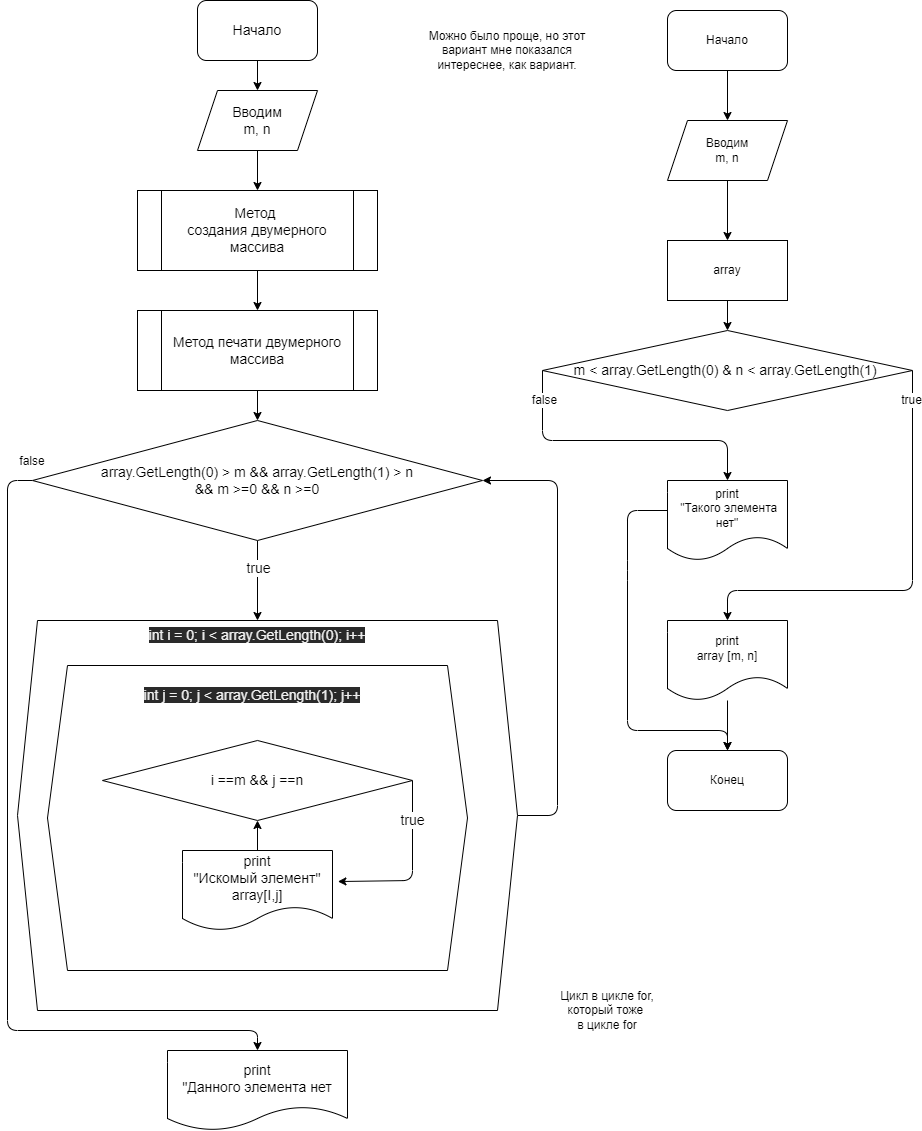 Начало
Вводим
m, n
Метод
создания двумерного
массива
Метод печати двумерного
массива
array.GetLength(0) > m && array.GetLength(1) > n
&& m >=0 && n >=0
false
true
int i = 0; i < array.GetLength(0); i++
int j = 0; j < array.GetLength(1); j++
i ==m && j ==n
true
print
"Искомый элемент"
array[I,j]
print
"Данного элемента нет
Можно было проще, но этот
вариант мне показался
интереснее, как вариант.
Начало
Вводим
m, n
array
m < array.GetLength(0) & n < array.GetLength(1)
false
true
print
"Такого элемента
нет"
print
array [m, n]
Конец
Цикл в цикле for,
который тоже
в цикле for